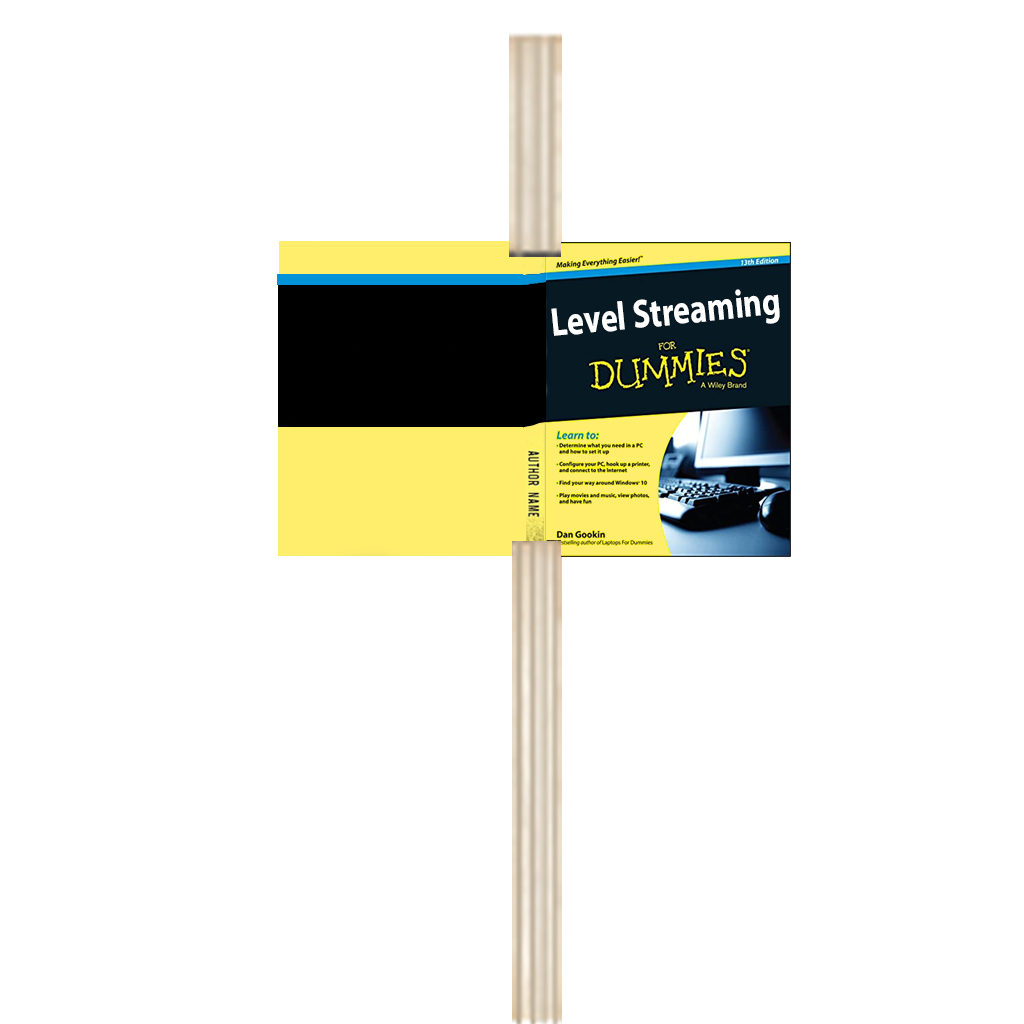 Making Everything Easier!™
13th Edition
Level Streaming
FOR
DUMMIES®
A Wiley Brand
Learn to:
• Determine what you need in a PC
and how to set it up
• Configure your PC, hook up a printer,
and connect to the Internet
• Find your way around Windows® 10
• Play movies and music, view photos,
and have fun
Dan Gookin
Bestselling author of Laptops For Dummies
AUTHOR NAME